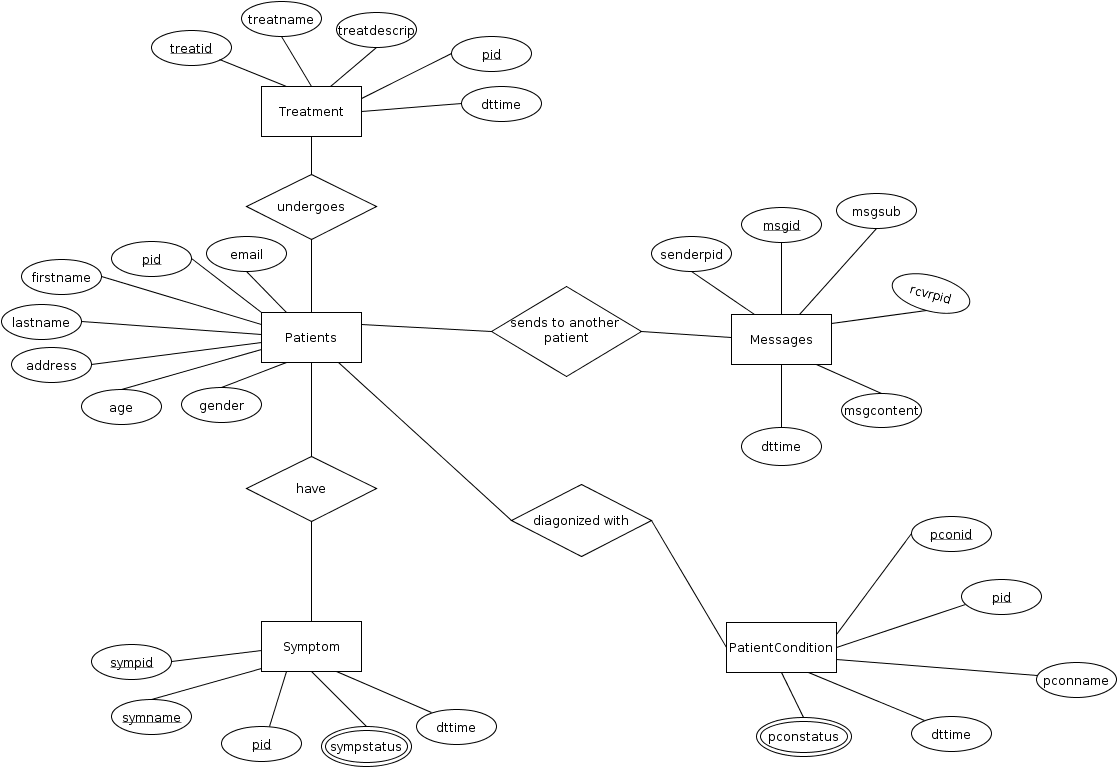 treatname
treatdescrip
treatid
pid
dttime
Treatment
undergoes
msgsub
msgid
senderpid
email
pid
firstname
rcvrpid
lastname
sends to another
patient
Patients
Messages
address
age
gender
msgcontent
dttime
have
diagonized with
pconid
pid
Symptom
PatientCondition
sympid
pconname
symname
dttime
pid
sympstatus
pconstatus
dttime